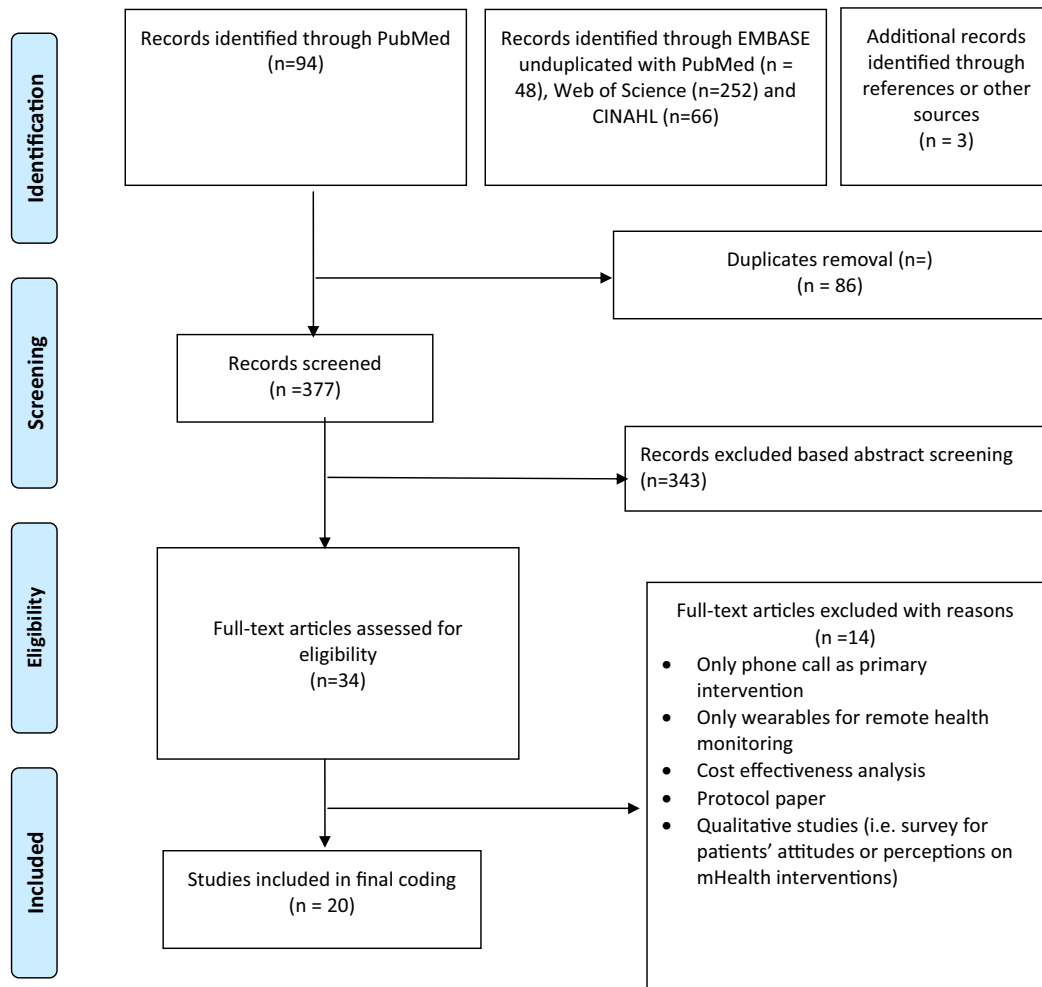 Identification
Records identified through PubMed
(n=94)
Records identified through EMBASE
unduplicated with PubMed (n =
48), Web of Science (n=252) and
CINAHL (n=66)
Additional records
identified through
references or other
sources
(n = 3)
Duplicates removal (n=)
(n = 86)
Screening
Records screened
(n =377)
Records excluded based abstract screening
(n=343)
Eligibility
Full-text articles assessed for
eligibility
(n=34)
Full-text articles excluded with reasons
(n =14)
• Only phone call as primary
intervention
• Only wearables for remote health
monitoring
• Cost effectiveness analysis
• Protocol paper
• Qualitative studies (i.e. survey for
patients’ attitudes or perceptions on
mHealth interventions)
Included
Studies included in final coding
(n = 20)